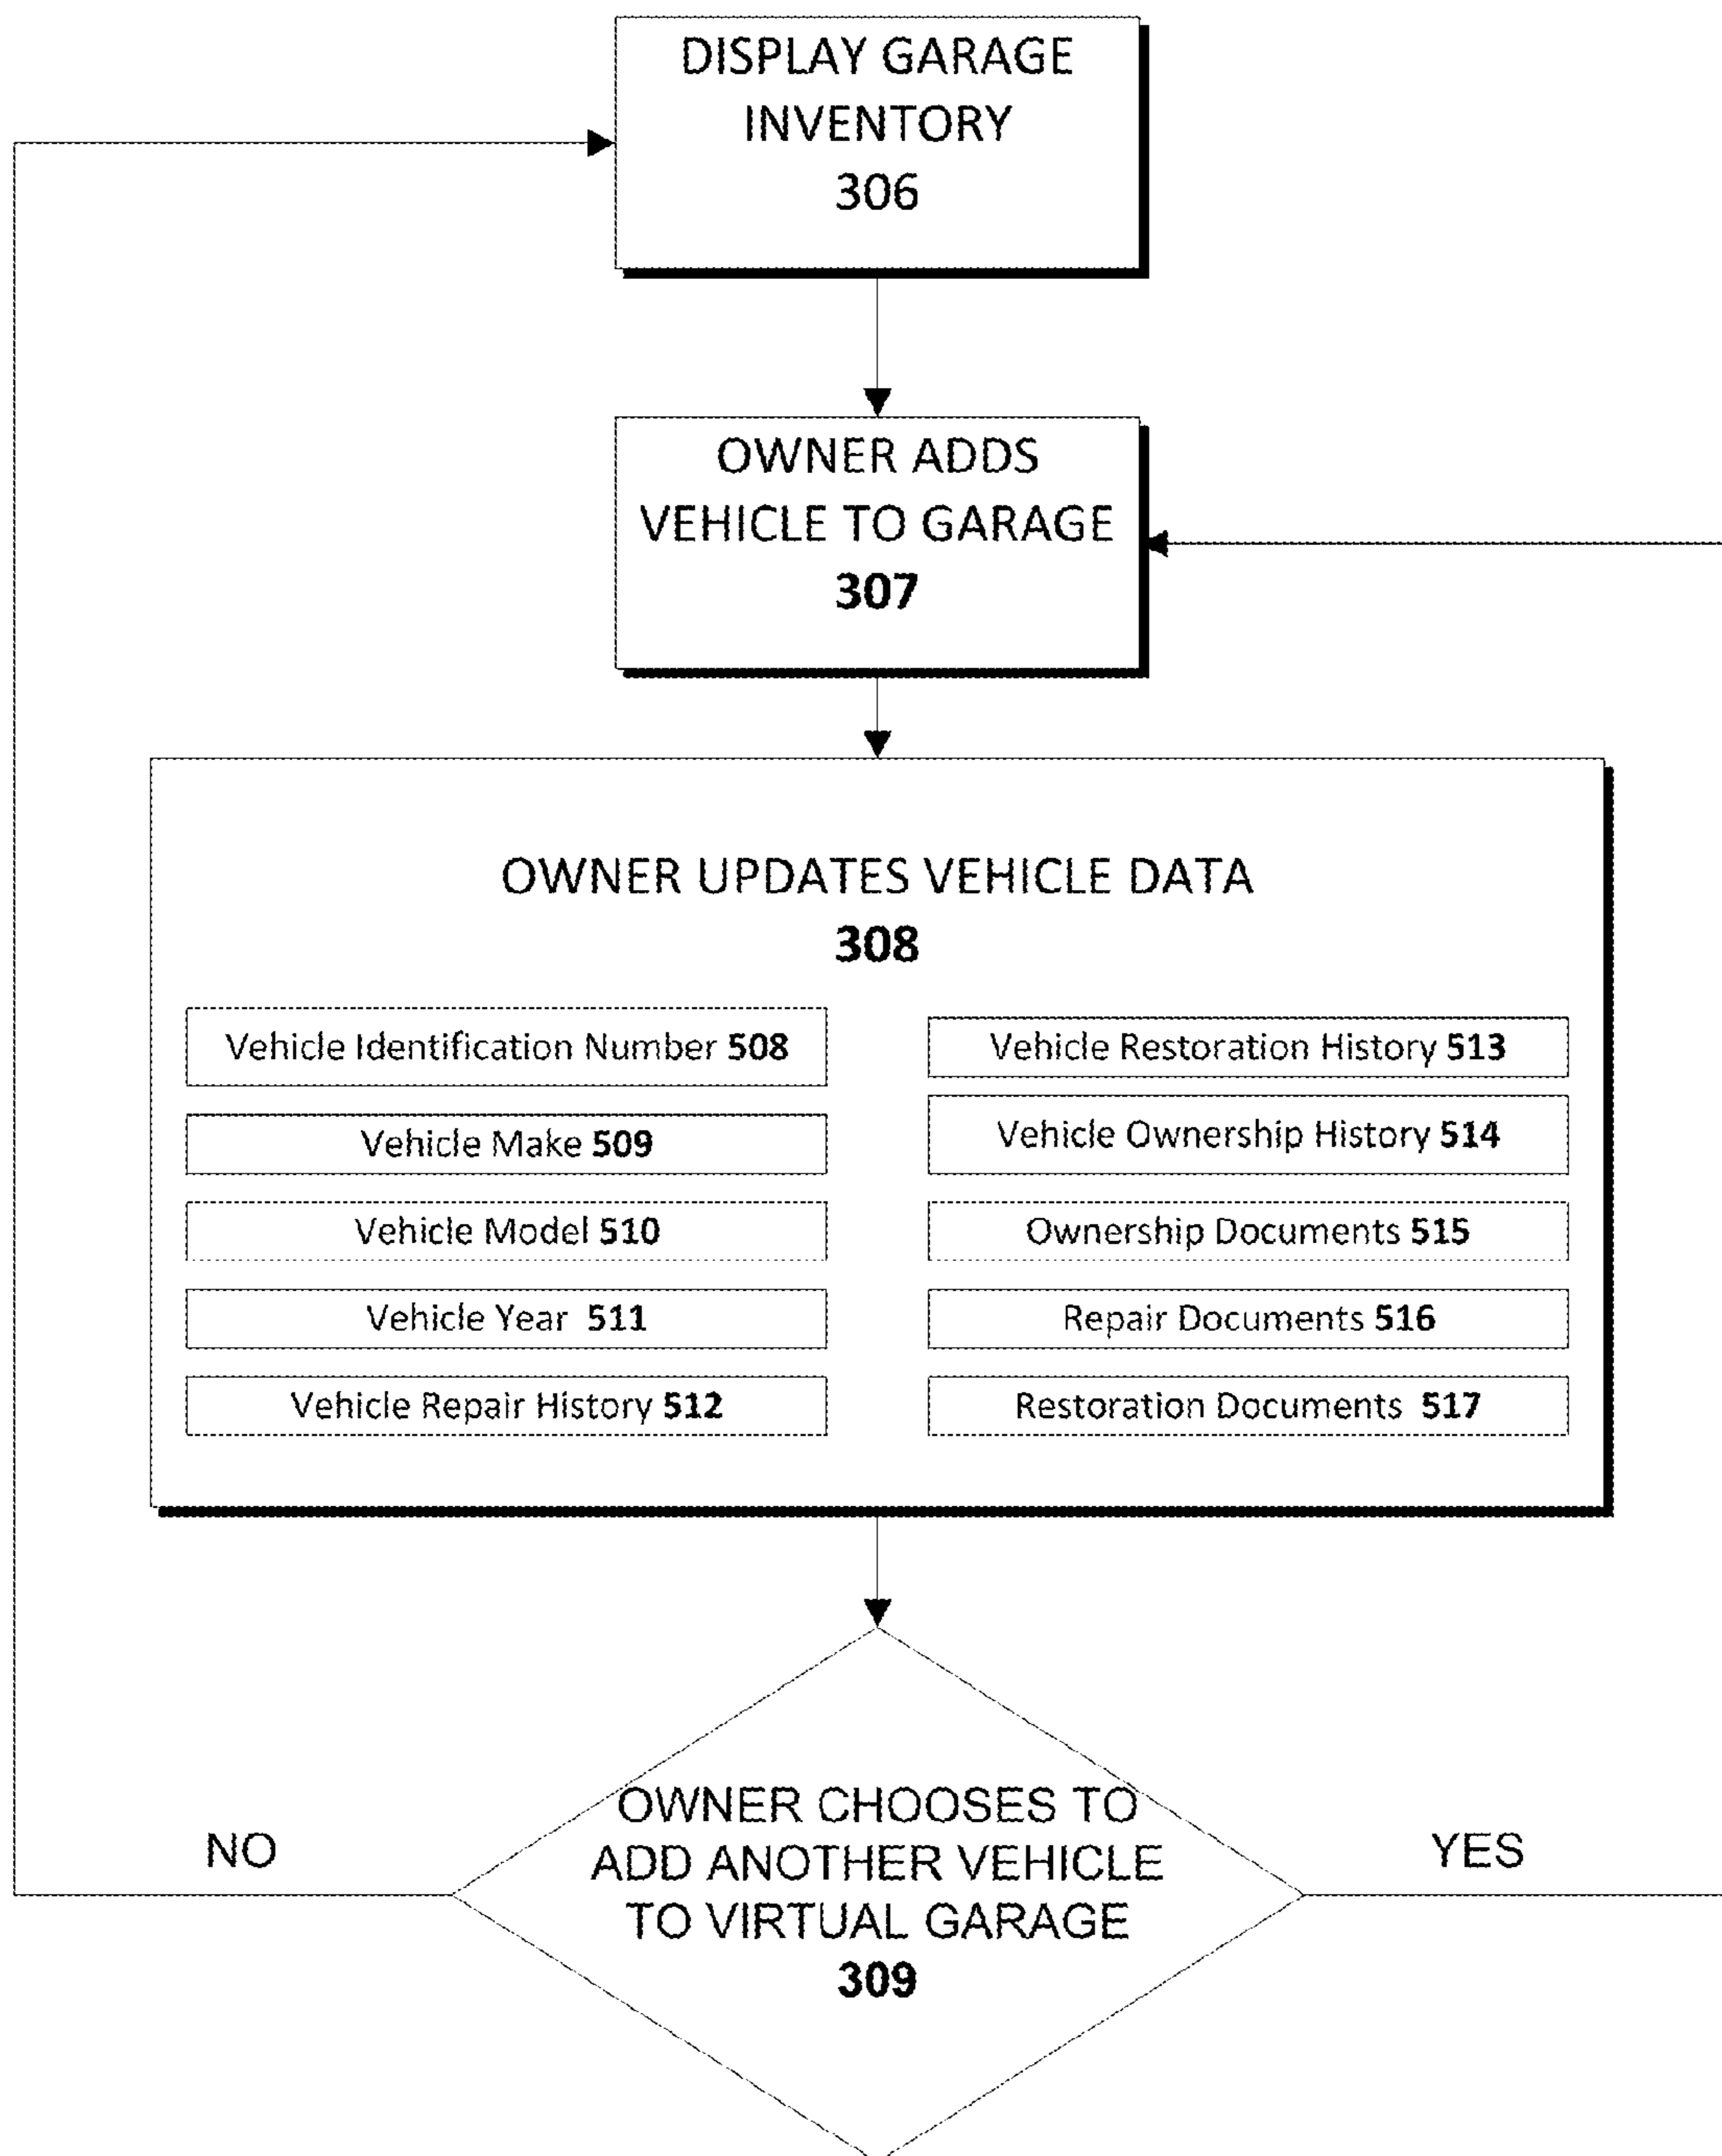 DISPLAY GARAGE
INVENTORY
306
OWNER ADDS
VEHICLE TO GARAGE
307
OWNER UPDATES VEHICLE DATA
308
Vehicle Identification Number 508
Vehicle Make 509
Vehicle Model 510
Vehicle Year 511
Vehicle Repair History 512
Vehicle Restoration History 513
Vehicle Ownership History 514
Ownership Documents 515
Repair Documents 516
Restoration Documents 517
OWNER CHOOSES TO
ADD ANOTHER VEHICLE
TO VIRTUAL GARAGE
309
NO
YES